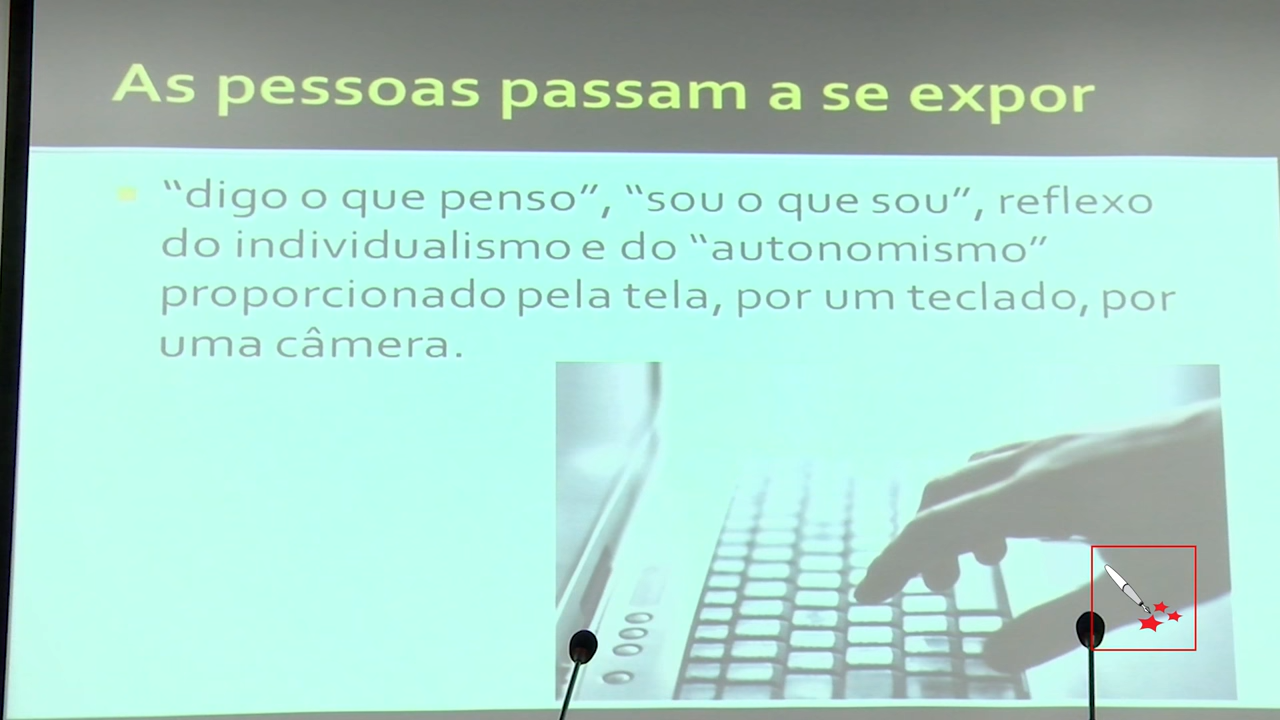 As pessoas passam a se expor
“digo o que penso”, “sou o que sou”, reflexo
do individualismo e do “autonomismo”
proporcionado pela tela, por um teclado, por
uma câmera.